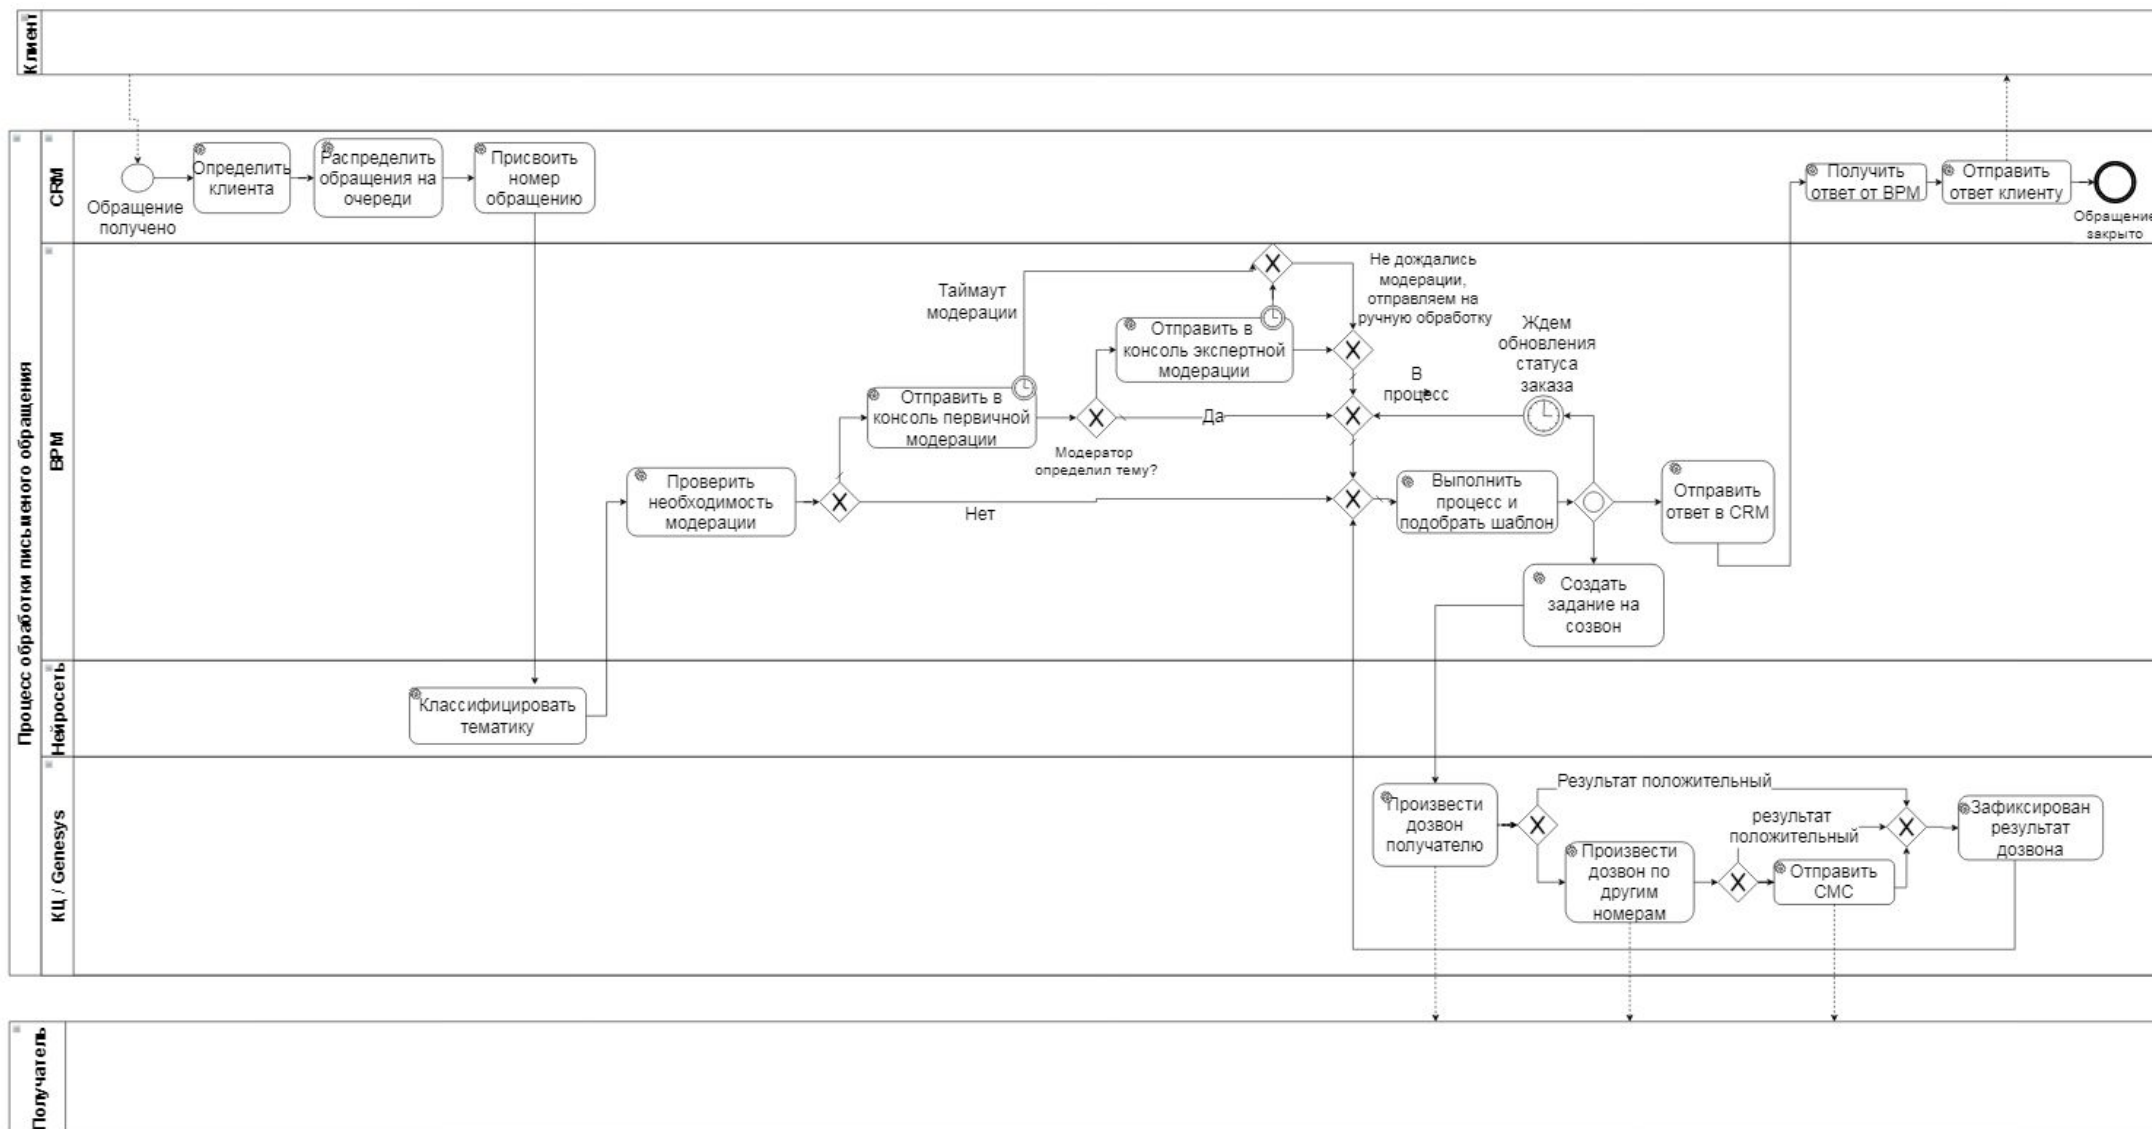 Клиент
Процесс обработки письменого обращения
CRM
Обращение
получено
Определить
клиента
Распределить
обращения на
очереди
Присвоить
номер
обращению
Получить
ответ от BPM
Отправить
ответ клиенту
Обращение
закрыто
BPM
Проверить
необходимость
модерации
Нет
Отправить в
консоль первичной
модерации
Таймаут
модерации
Модератор
определил тему?
Да
Отправить в
консоль экспертной
модерации
Не дождались
модерации,
отправляем на
ручную обработку
В
процесс
Ждем
обновления
статуса
заказа
Выполнить
процесс и
подобрать шаблон
Отправить
ответ в CRM
Создать
задание на
созвон
Нейросеть
Классифицировать
тематику
КЦ / Genesys
Произвести
дозвон
получателю
Результат положительный
Произвести
дозвон по
другим
номерам
результат
положительный
Отправить
СМС
Зафиксирован
результат
дозвона
Получатель